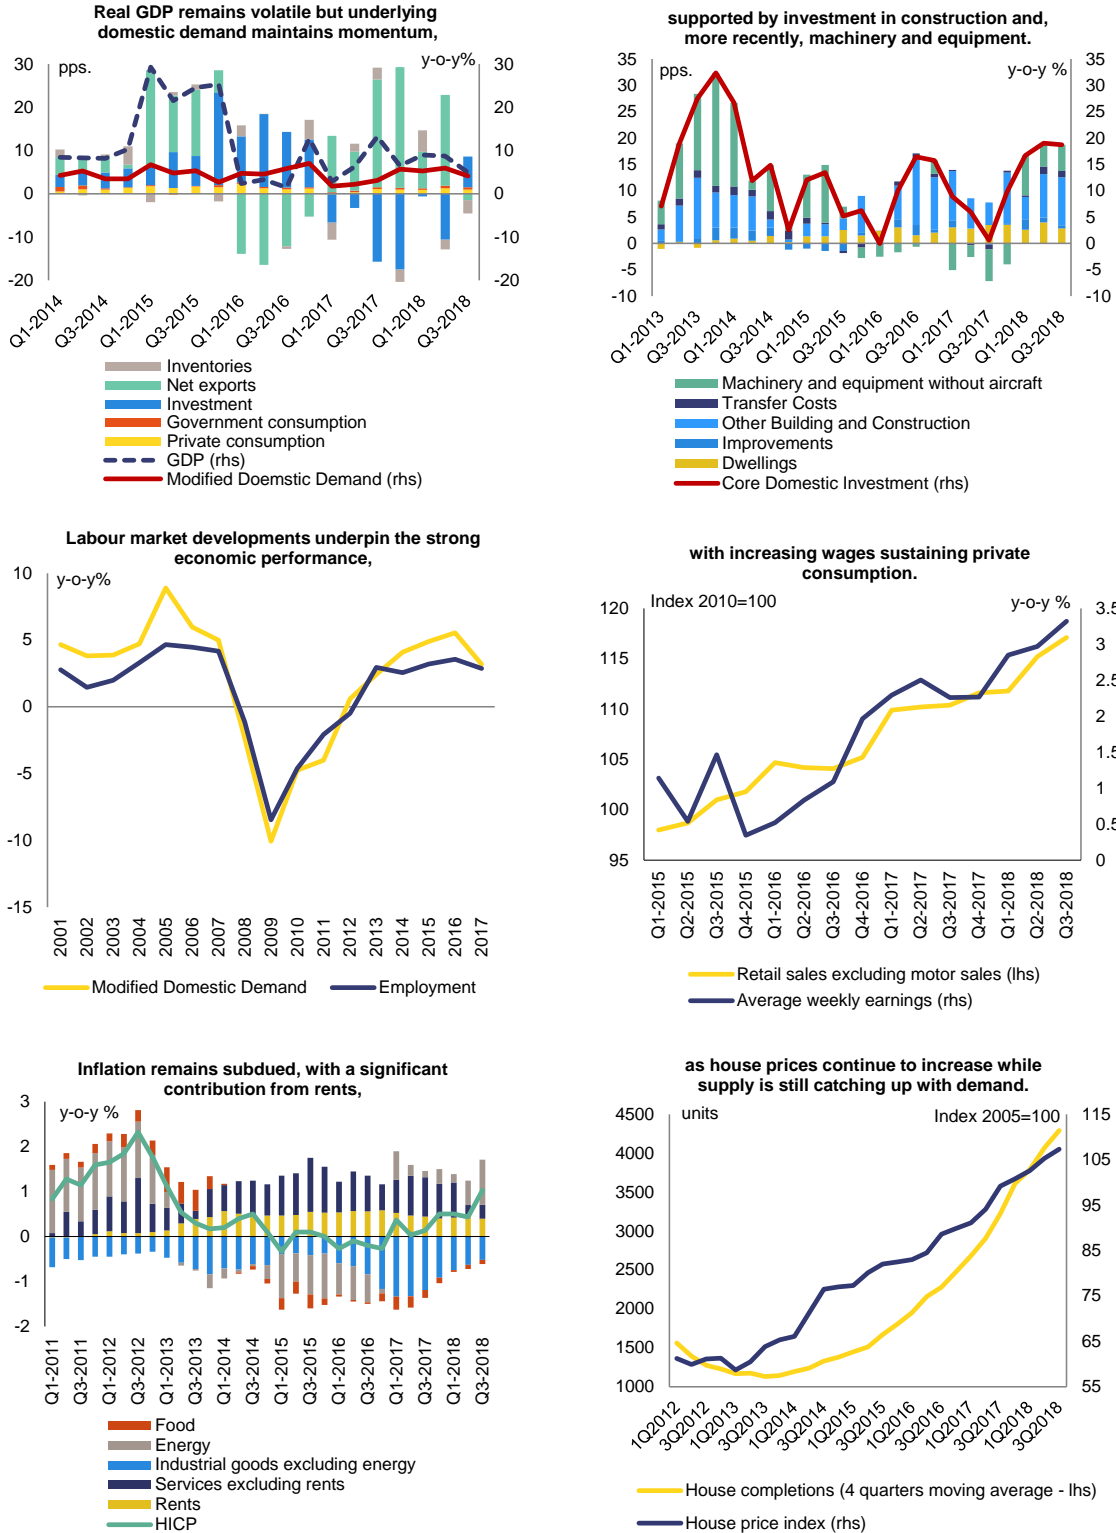 Real GDP remains volatile but underlying
domestic demand maintains momentum,
pps.
y-o-y%
30
20
10
0
-10
-20
30
20
10
0
-10
-20
Q1-2014
Q3-2014
Q1-2015
Q3-2015
Q1-2016
Q3-2016
Q1-2017
Q3-2017
Q1-2018
Q3-2018
Inventories
Net exports
Investment
Government consumption
Private consumption
GDP (rhs)
Modified Doemstic Demand (rhs)
supported by investment in construction and,
more recently, machinery and equipment.
pps.
y-o-y %
35
30
25
20
15
10
5
0
-5
-10
35
30
25
20
15
10
5
0
-5
-10
Q1-2013
Q3-2013
Q1-2014
Q3-2014
Q1-2015
Q3-2015
Q1-2016
Q3-2016
Q1-2017
Q3-2017
Q1-2018
Q3-2018
Machinery and equipment without aircraft
Transfer Costs
Other Building and Construction
Improvements
Dwellings
Core Domestic Investment (rhs)
Labour market developments underpin the strong
economic performance,
y-o-y%
10
5
0
-5
-10
-15
2001
2002
2003
2004
2005
2006
2007
2008
2009
2010
2011
2012
2013
2014
2015
2016
2017
Modified Domestic Demand
Employment
with increasing wages sustaining private
consumption.
Index 2010=100
y-o-y %
120
115
110
105
100
95
3.5
3
2.5
2
1.5
1
0.5
0
Q1-2015
Q2-2015
Q3-2015
Q4-2015
Q1-2016
Q2-2016
Q3-2016
Q4-2016
Q1-2017
Q2-2017
Q3-2017
Q4-2017
Q1-2018
Q2-2018
Q3-2018
Retail sales excluding motor sales (lhs)
Average weekly earnings (rhs)
Inflation remains subdued, with a significant
contribution from rents,
y-o-y %
3
2
1
0
-1
-2
Q1-2011
Q3-2011
Q1-2012
Q3-2012
Q1-2013
Q3-2013
Q1-2014
Q3-2014
Q1-2015
Q3-2015
Q1-2016
Q3-2016
Q1-2017
Q3-2017
Q1-2018
Q3-2018
Food
Energy
Industrial goods excluding energy
Services excluding rents
Rents
HICP
as house prices continue to increase while
supply is still catching up with demand.
units
Index 2005=100
4500
4000
3500
3000
2500
2000
1500
1000
115
105
95
85
75
65
55
1Q2012
3Q2012
1Q2013
3Q2013
1Q2014
3Q2014
1Q2015
3Q2015
1Q2016
3Q2016
1Q2017
3Q2017
1Q2018
3Q2018
House completions (4 quarters moving average - lhs)
House price index (rhs)